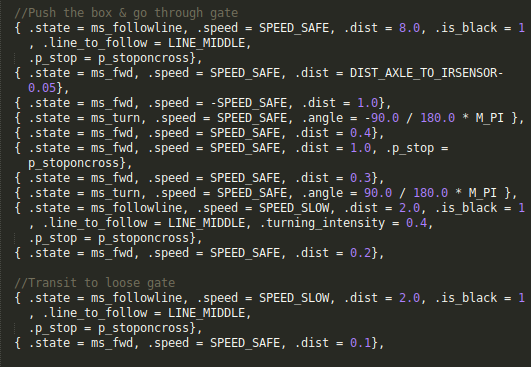 //Push the box & go through gate
{ .state = ms_followline, .speed = SPEED_SAFE, .dist = 8.0, .is_black = 1
, .line_to_follow = LINE_MIDDLE,
.p_stop = p_stoponcross},
{ .state = ms_fwd, .speed = SPEED_SAFE, .dist = DIST_AXLE_TO_IRSENSOR-
0.05},
{ .state = ms_fwd, .speed = -SPEED_SAFE, .dist = 1.0},
{ .state = ms_turn, .speed = SPEED_SAFE, .angle = -90.0 / 180.0 * M_PI },
{ .state = ms_fwd, .speed = SPEED_SAFE, .dist = 0.4},
{ .state = ms_fwd, .speed = SPEED_SAFE, .dist = 1.0, .p_stop =
p_stoponcross},
{ .state = ms_fwd, .speed = SPEED_SAFE, .dist = 0.3},
{ .state = ms_turn, .speed = SPEED_SAFE, .angle = 90.0 / 180.0 * M_PI },
{ .state = ms_followline, .speed = SPEED_SLOW, .dist = 2.0, .is_black = 1
, .line_to_follow = LINE_MIDDLE, .turning_intensity = 0.4,
.p_stop = p_stoponcross},
{ .state = ms_fwd, .speed = SPEED_SAFE, .dist = 0.2},
//Transit to loose gate
{ .state = ms_followline, .speed = SPEED_SLOW, .dist = 2.0, .is_black = 1
, .line_to_follow = LINE_MIDDLE,
.p_stop = p_stoponcross},
{ .state = ms_fwd, .speed = SPEED_SAFE, .dist = 0.1},